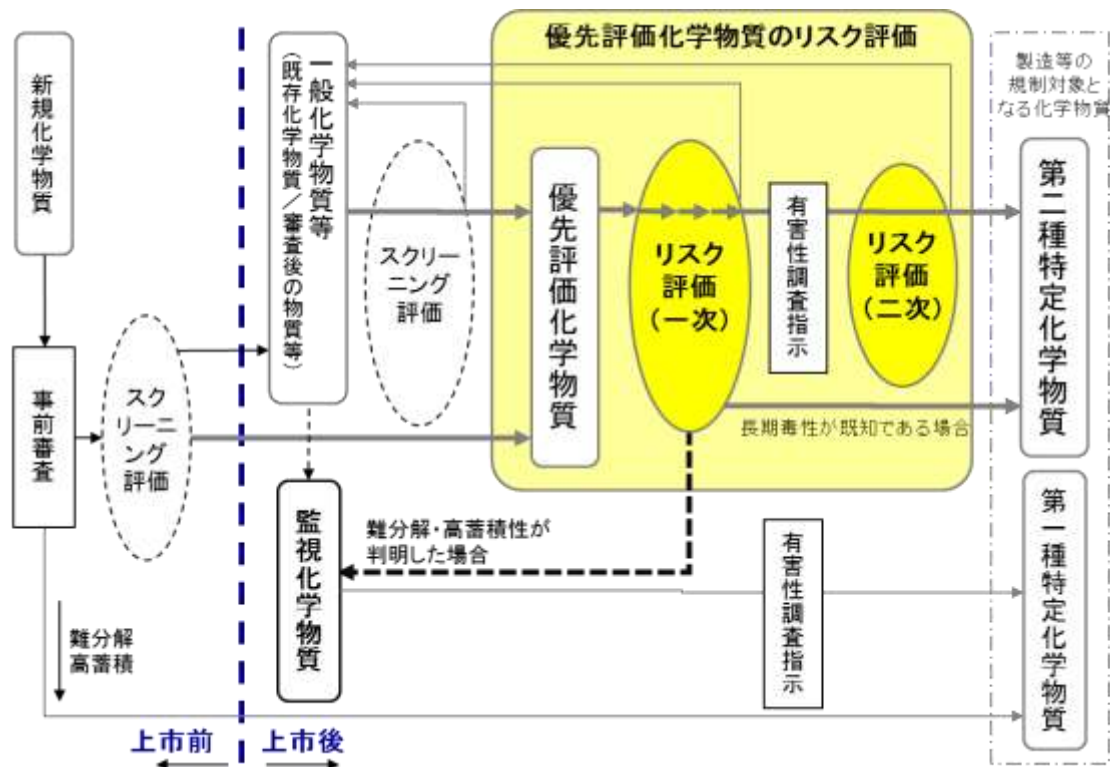 優先評価化学物質のリスク評価
新規化学物質
事前審査
スク
リーニ
ング
評価
一般化学物質等
(既存化学物質／審査後の物質等)
スクリー
ニング
評価
優先評価化学物質
リスク
評価
(一次)
有害性調査指示
リスク
評価
(二次)
製造等の
規制対象と
なる化学物質
第二種特定化学物質
長期毒性が既知である場合
監視化学物質
難分解・高蓄積性が
判明した場合
有害性調査指示
第一種特定化学物質
難分解
高蓄積
上市前
上市後